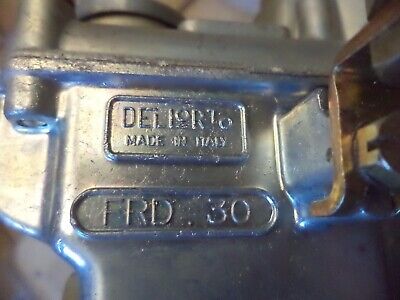 DELLORTO
MADE IN ITALY
FRD . 30